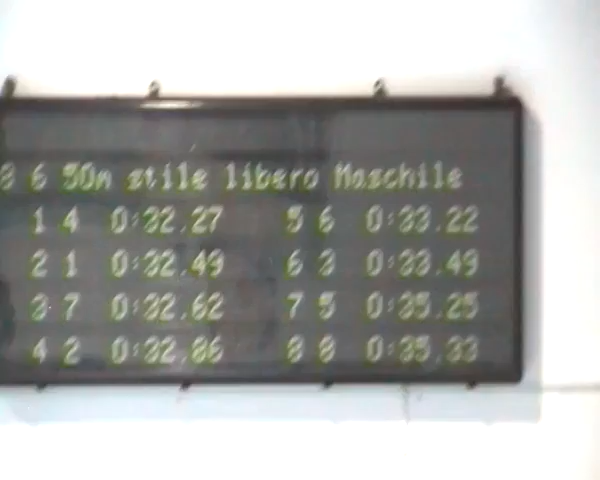 8 6 50m stile libero Maschile
1 4 0:32.27 5 6 0:33.22
2 1 0:32.49 6 3 0:33.49
3 7 0:32.62 7 5 0:35.25
4 2 0:32.86 8 8 0:35.33